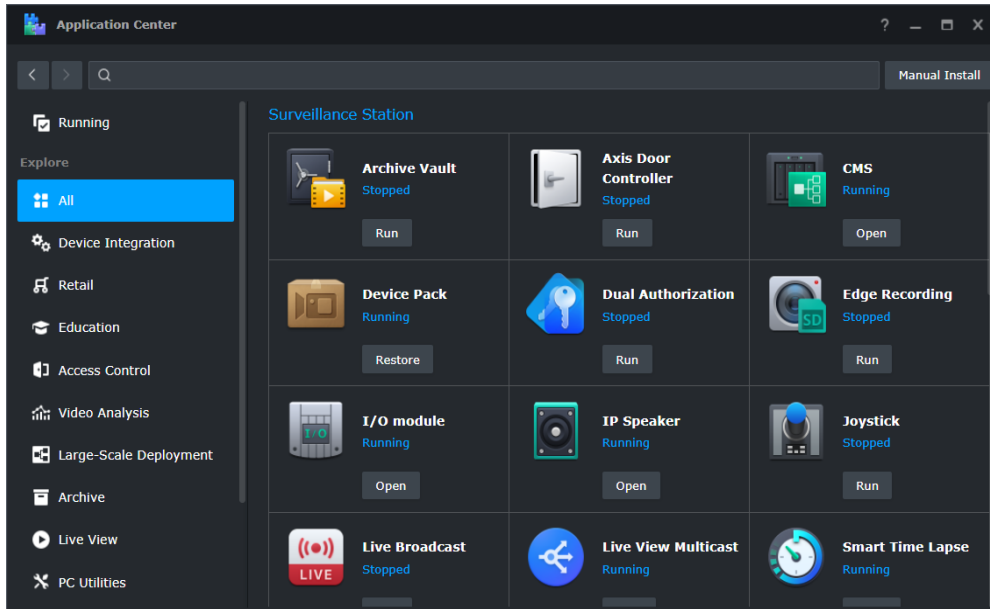 Application Center
Manual Install
Running
Explore
All
Device Integration
Retail
Education
Access Control
Video Analysis
Large-Scale Deployment
Archive
Live View
PC Utilities
Surveillance Station
Archive Vault
Stopped
Run
Axis Door
Controller
Stopped
Run
CMS
Running
Open
Device Pack
Running
Restore
Dual Authorization
Stopped
Run
SD
Edge Recording
Stopped
Run
I/O
I/O module
Running
Open
IP Speaker
Running
Open
Joystick
Stopped
Run
LIVE
Live Broadcast
Stopped
Live View Multicast
Running
Smart Time Lapse
Running